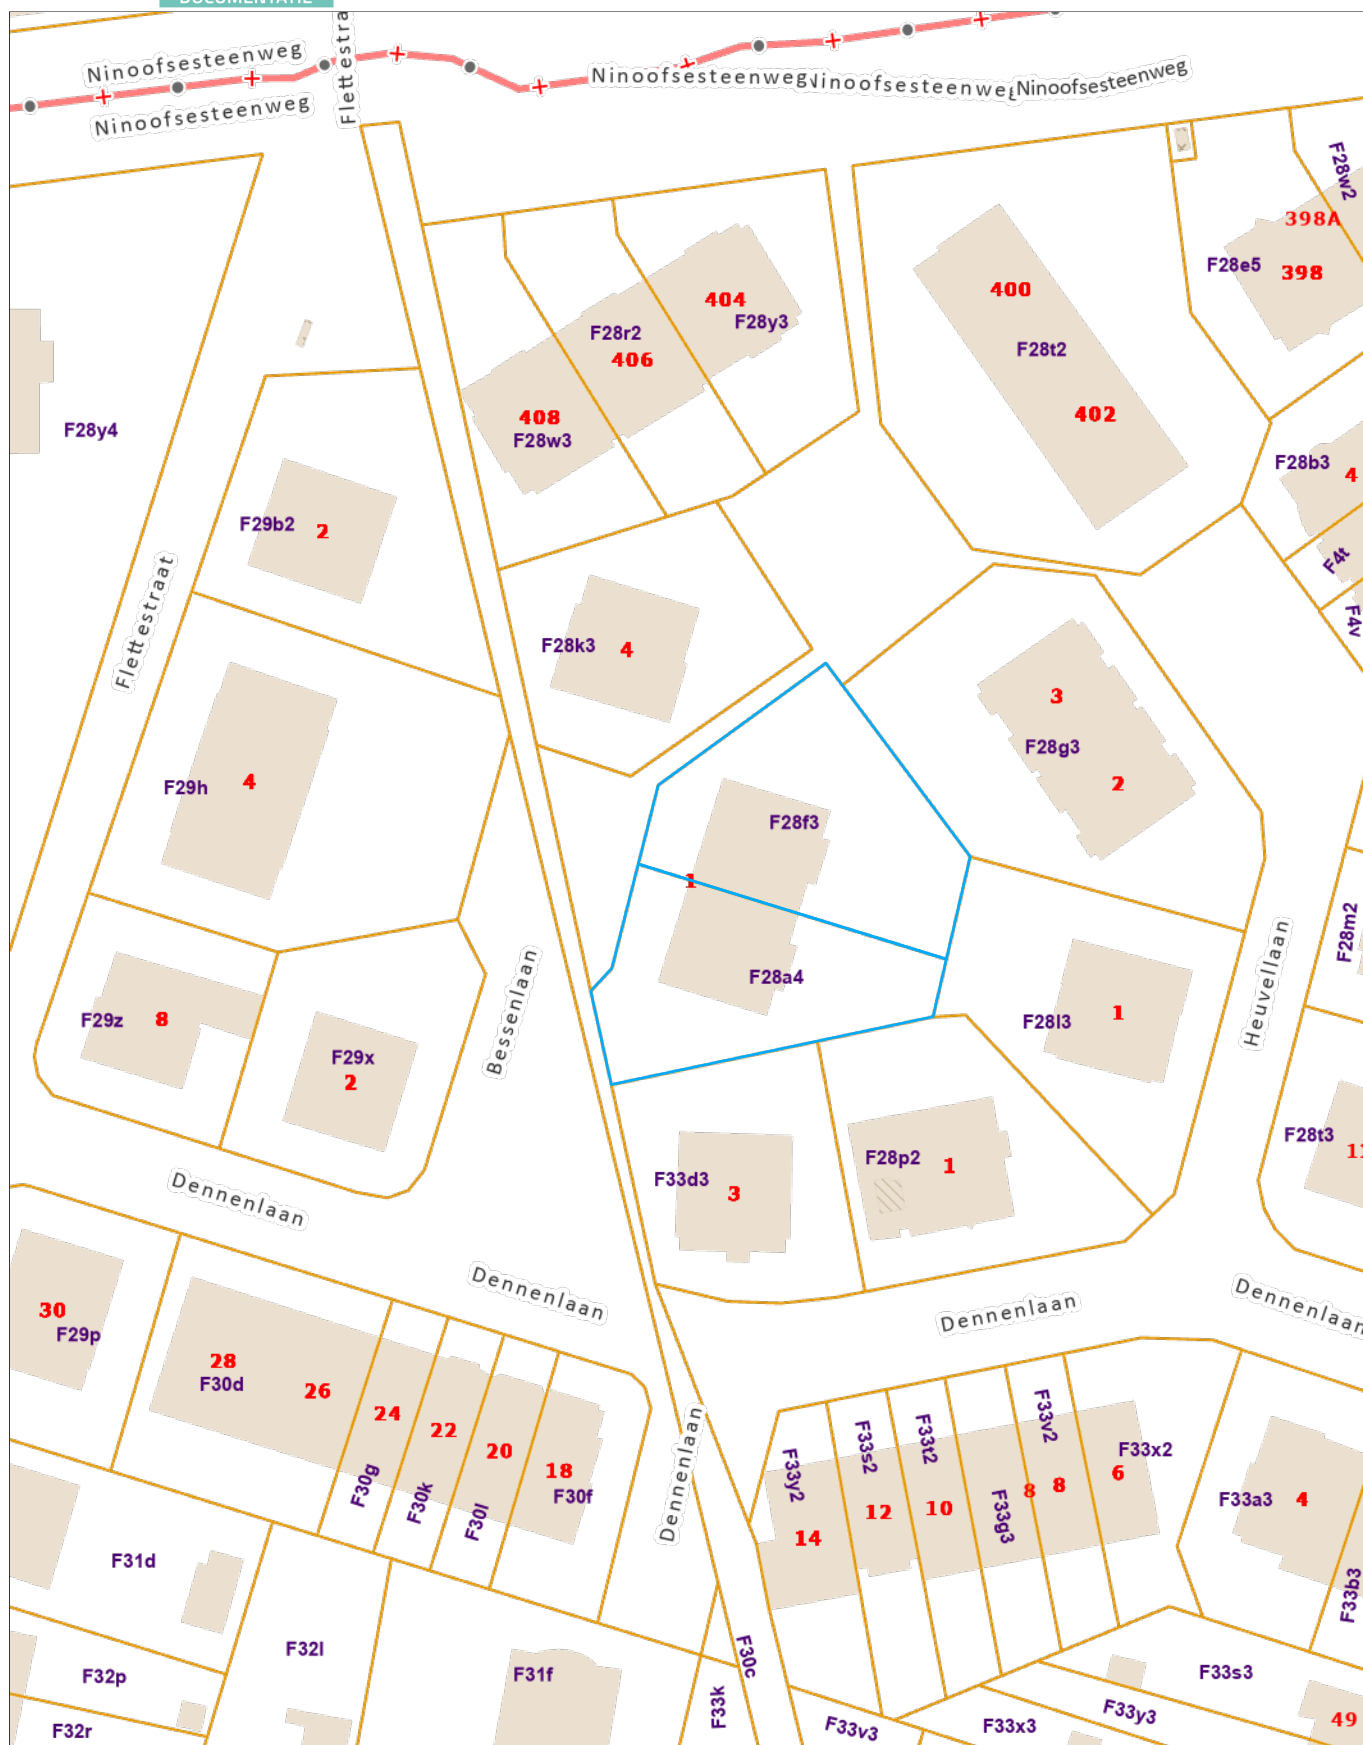 DOCUMENTATIE
Flettestra
Ninoofsesteenweg
Ninoofsesteenweg
Ninoofsesteenweg
Ninoofsesteenweg
Ninoofsesteenweg
F28w2
398A
F28e5
398
400
F28t2
402
404
F28y3
F28r2
406
408
F28w3
F28y4
F28b3
4
F4t
F4v
F29b2
2
Flettestraat
F28k3
4
3
F28g3
2
F29h
4
F28f3
1
F28a4
F28m2
Heuvellaan
F28l3
1
Bessenlaan
F29z
8
F29x
2
F28t3
11
F28p2
1
F33d3
3
Dennenlaan
Dennenlaan
Dennenlaan
Dennenlaan
30
F29p
28
F30d
26
24
22
20
18
F30f
F30g
F30k
F30l
Dennenlaan
F33y2
14
F33s2
12
F33t2
10
F33g3
8
F33v2
8
F33x2
6
F33a3
4
F33b3
F31d
F32l
F32p
F32r
F31f
F30c
F33k
F33v3
F33x3
F33y3
F33s3
49